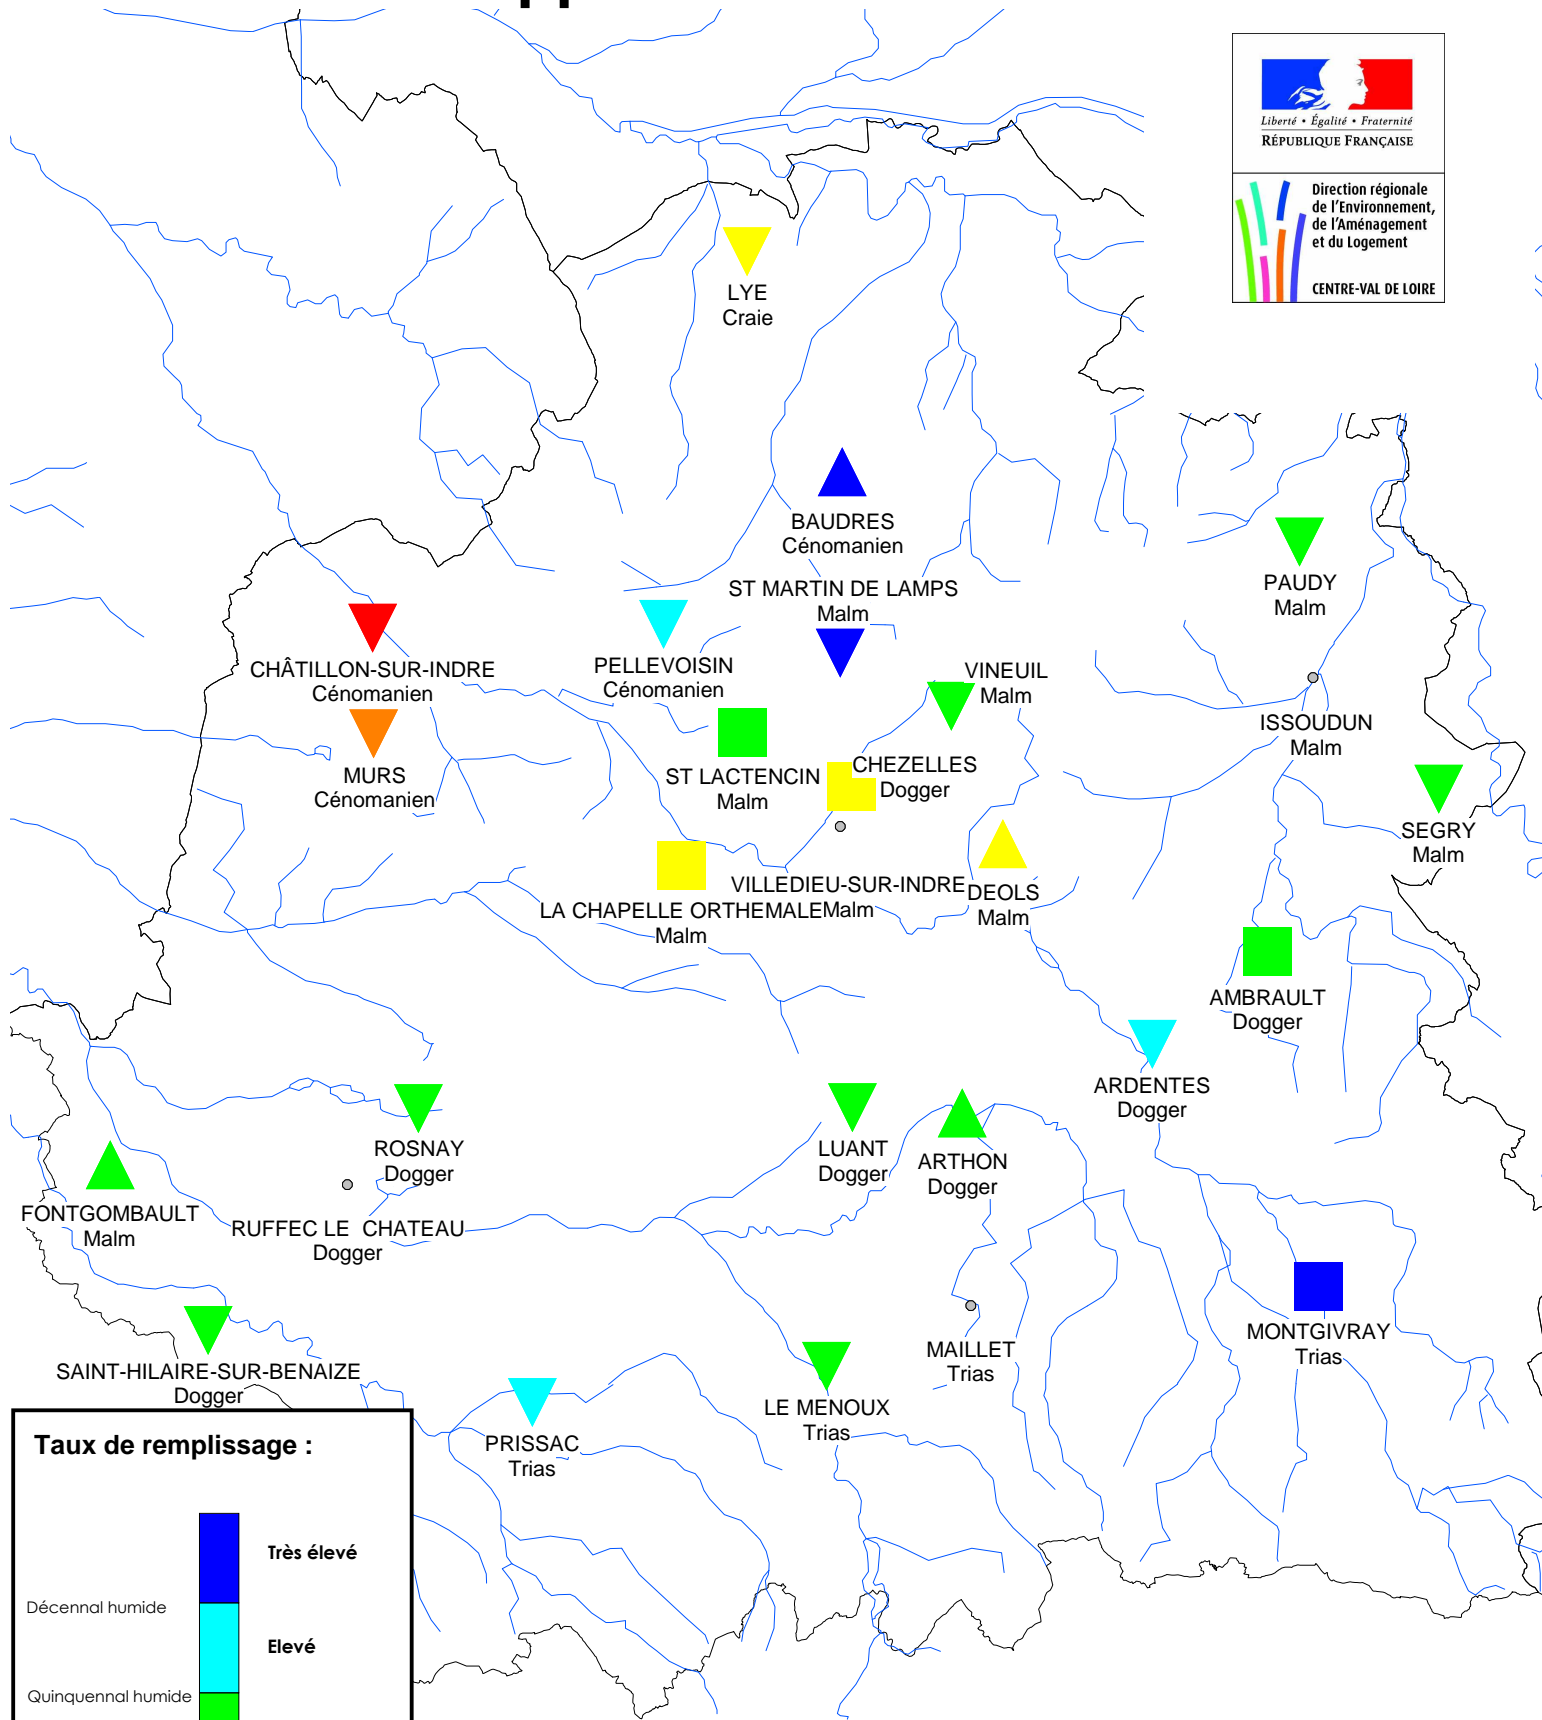 Liberté • Égalité • Fraternité
RÉPUBLIQUE FRANÇAISE
Direction régionale
de l'Environnement,
de l'Aménagement
et du Logement
CENTRE-VAL DE LOIRE
LYE
Craie
BAUDRES
Cénomanien
ST MARTIN DE LAMPS
Malm
PAUDY
Malm
CHÂTILLON-SUR-INDRE
Cénomanien
PELLEVOISIN
Cénomanien
VINEUIL
Malm
ISSOUDUN
Malm
MURS
Cénomanien
ST LACTENCIN
Malm
CHEZELLES
Dogger
SEGRY
Malm
VILLEDIEU-SUR-INDRE
Malm
DEOLS
Malm
LA CHAPELLE ORTHEMALE
Malm
AMBRAULT
Dogger
ARDENTES
Dogger
ROSNAY
Dogger
LUANT
Dogger
ARTHON
Dogger
FONTGOMBAULT
Malm
RUFFEC LE CHATEAU
Dogger
MONTGIVRAY
Trias
MAILLET
Trias
SAINT-HILAIRE-SUR-BENAIZE
Dogger
LE MENOUX
Trias
PRISSAC
Trias
Taux de remplissage :
Très élevé
Décennal humide
Elevé
Quinquennal humide